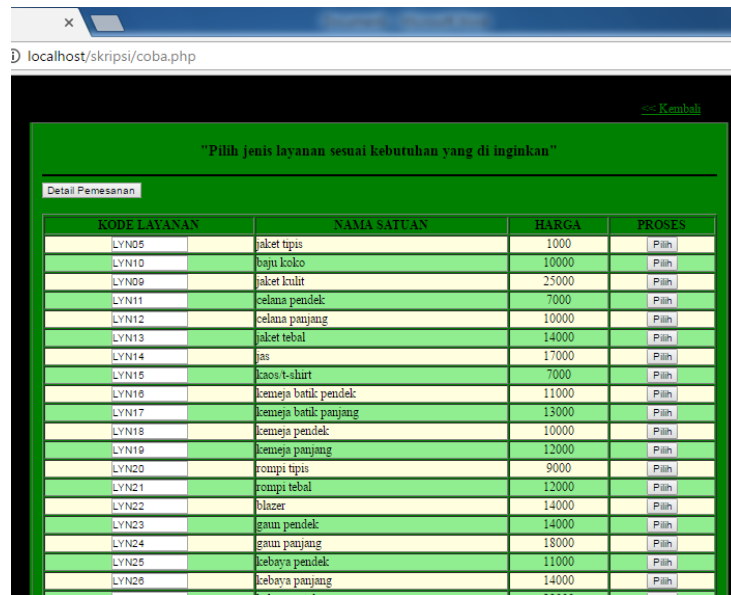 localhost/skripsi/coba.php
<< Kembali
"Pilih jenis layanan sesuai kebutuhan yang di inginkan"
Detail Pemesanan
KODE LAYANAN NAMA SATUAN HARGA PROSES
LYN05 jaket tipis 1000 Pilih
LYN10 baju koko 10000 Pilih
LYN09 jaket kulit 25000 Pilih
LYN11 celana pendek 7000 Pilih
LYN12 celana panjang 10000 Pilih
LYN13 jaket tebal 14000 Pilih
LYN14 jas 17000 Pilih
LYN15 kaos/t-shirt 7000 Pilih
LYN16 kemeja batik pendek 11000 Pilih
LYN17 kemeja batik panjang 13000 Pilih
LYN18 kemeja pendek 10000 Pilih
LYN19 kemeja panjang 12000 Pilih
LYN20 rompi tipis 9000 Pilih
LYN21 rompi tebal 12000 Pilih
LYN22 blazer 14000 Pilih
LYN23 gaun pendek 14000 Pilih
LYN24 gaun panjang 18000 Pilih
LYN25 kebaya pendek 11000 Pilih
LYN26 kebaya panjang 14000 Pilih